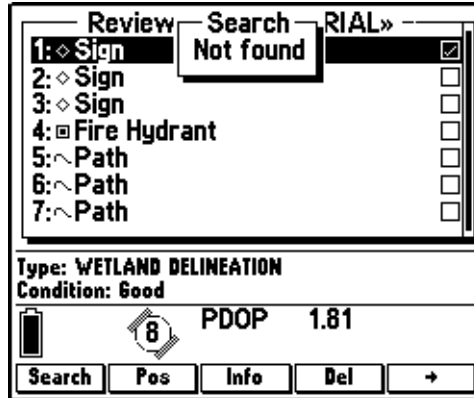 Review Search RIAL»
Not found
1: Sign
2: Sign
3: Sign
4: Fire Hydrant
5: Path
6: Path
7: Path
Type: WETLAND DELINEATION
Condition: Good
8 PDOP 1.81
Search Pos Info Del →